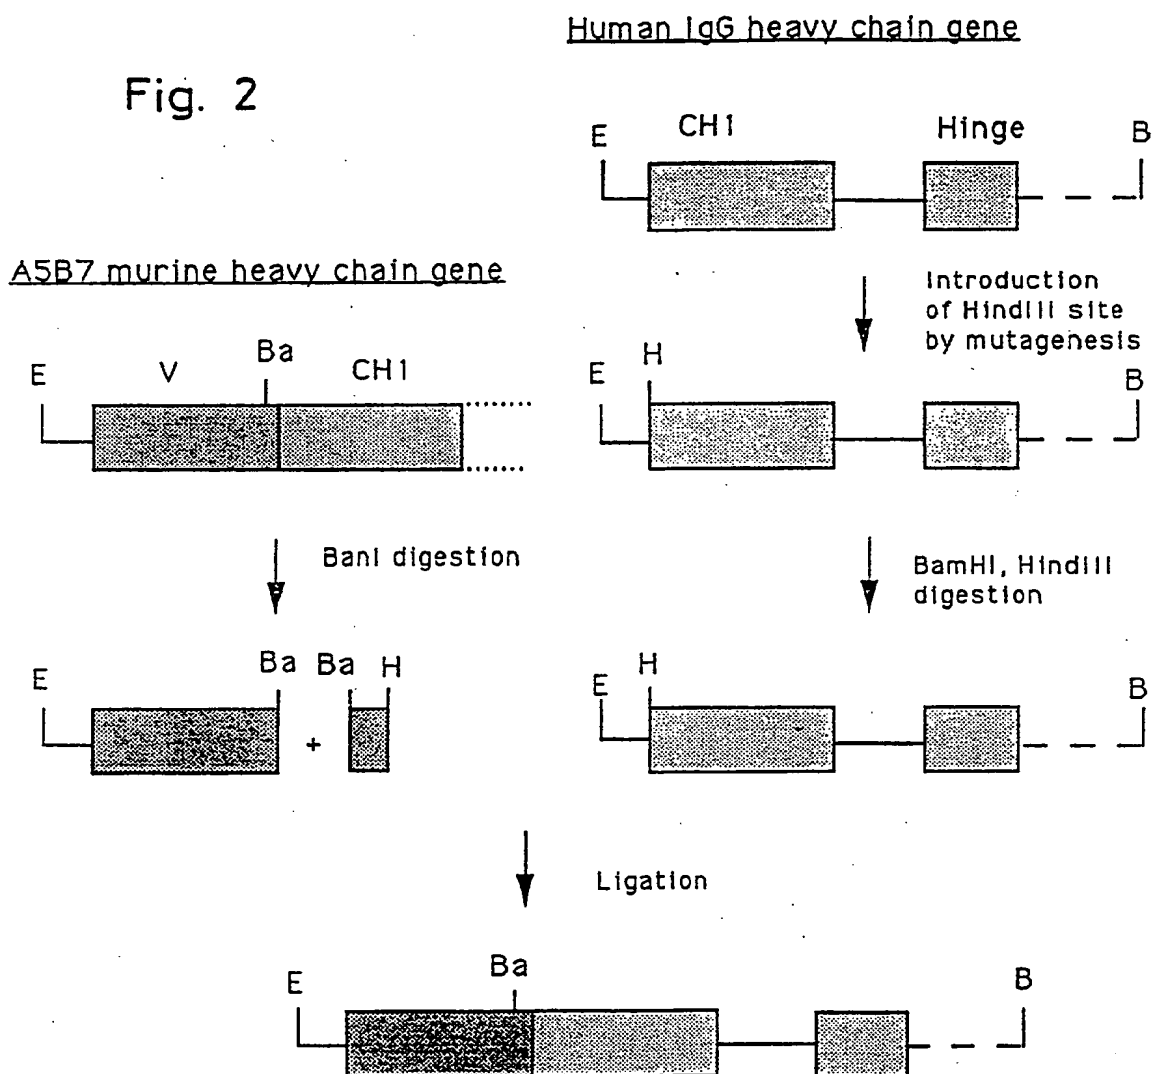 Human IgG heavy chain gene
Fig. 2
E CH1 Hinge B
A5B7 murine heavy chain gene
Introduction
of HindIII site
by mutagenesis
E V Ba CH1
E H B
BanI digestion
BamHI, HindIII
digestion
E Ba Ba H
+
E H B
Ligation
E Ba B